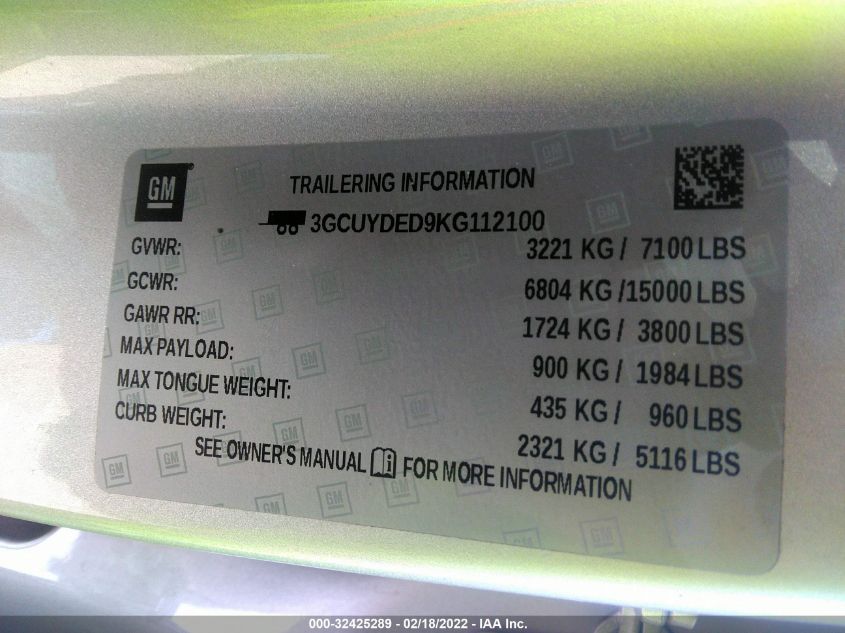 GM
TRAILERING INFORMATION
3GCUYDED9KG112100
GVWR: 3221 KG / 7100 LBS
GCWR: 6804 KG /15000 LBS
GAWR RR: 1724 KG / 3800 LBS
MAX PAYLOAD: 900 KG / 1984 LBS
MAX TONGUE WEIGHT: 435 KG / 960 LBS
CURB WEIGHT: 2321 KG / 5116 LBS
SEE OWNER'S MANUAL FOR MORE INFORMATION
000-32425289 - 02/18/2022 - IAA Inc.